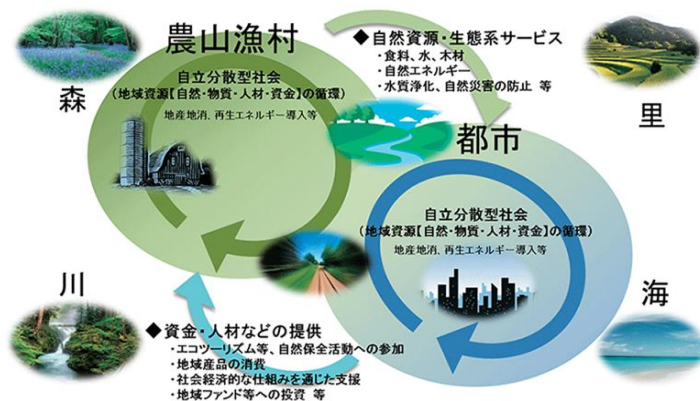 農山漁村
自立分散型社会
(地域資源【自然・物質・人材・資金】の循環)
地産地消、再生エネルギー導入等
◆自然資源・生態系サービス
・食料、水、木材
・自然エネルギー
・水質浄化、自然災害の防止 等
森
里
都市
自立分散型社会
(地域資源【自然・物質・人材・資金】の循環)
地産地消、再生エネルギー導入等
川
海
◆資金・人材などの提供
・エコツーリズム等、自然保全活動への参加
・地域産品の消費
・社会経済的な仕組みを通じた支援
・地域ファンド等への投資 等